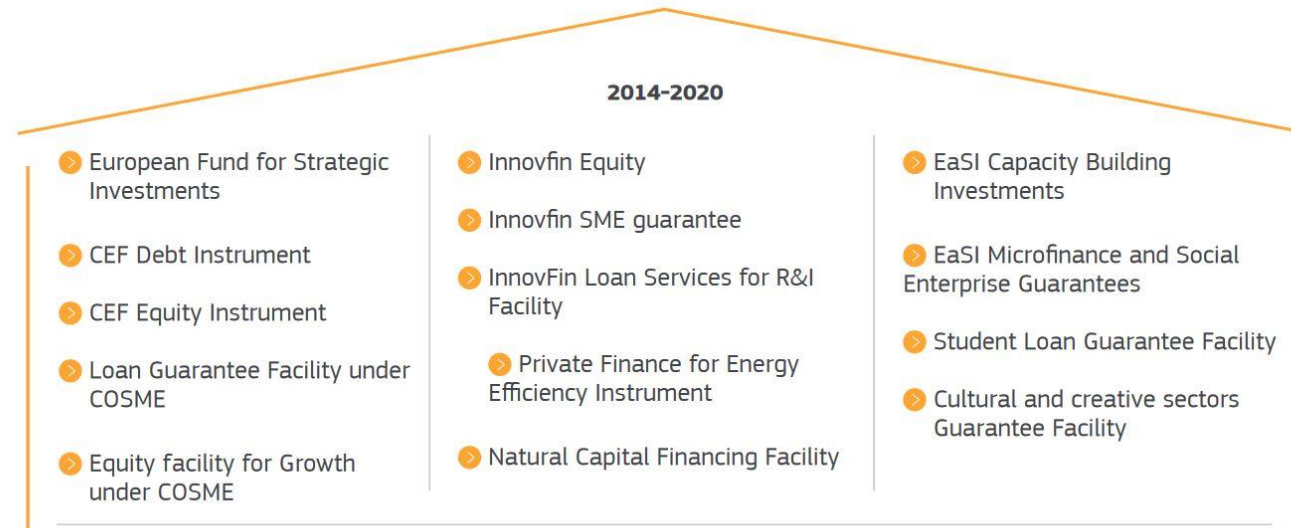 2014-2020
European Fund for Strategic
Investments
CEF Debt Instrument
CEF Equity Instrument
Loan Guarantee Facility under
COSME
Equity facility for Growth
under COSME
Innovfin Equity
Innovfin SME guarantee
InnovFin Loan Services for R&I
Facility
Private Finance for Energy
Efficiency Instrument
Natural Capital Financing Facility
EaSI Capacity Building
Investments
EaSI Microfinance and Social
Enterprise Guarantees
Student Loan Guarantee Facility
Cultural and creative sectors
Guarantee Facility